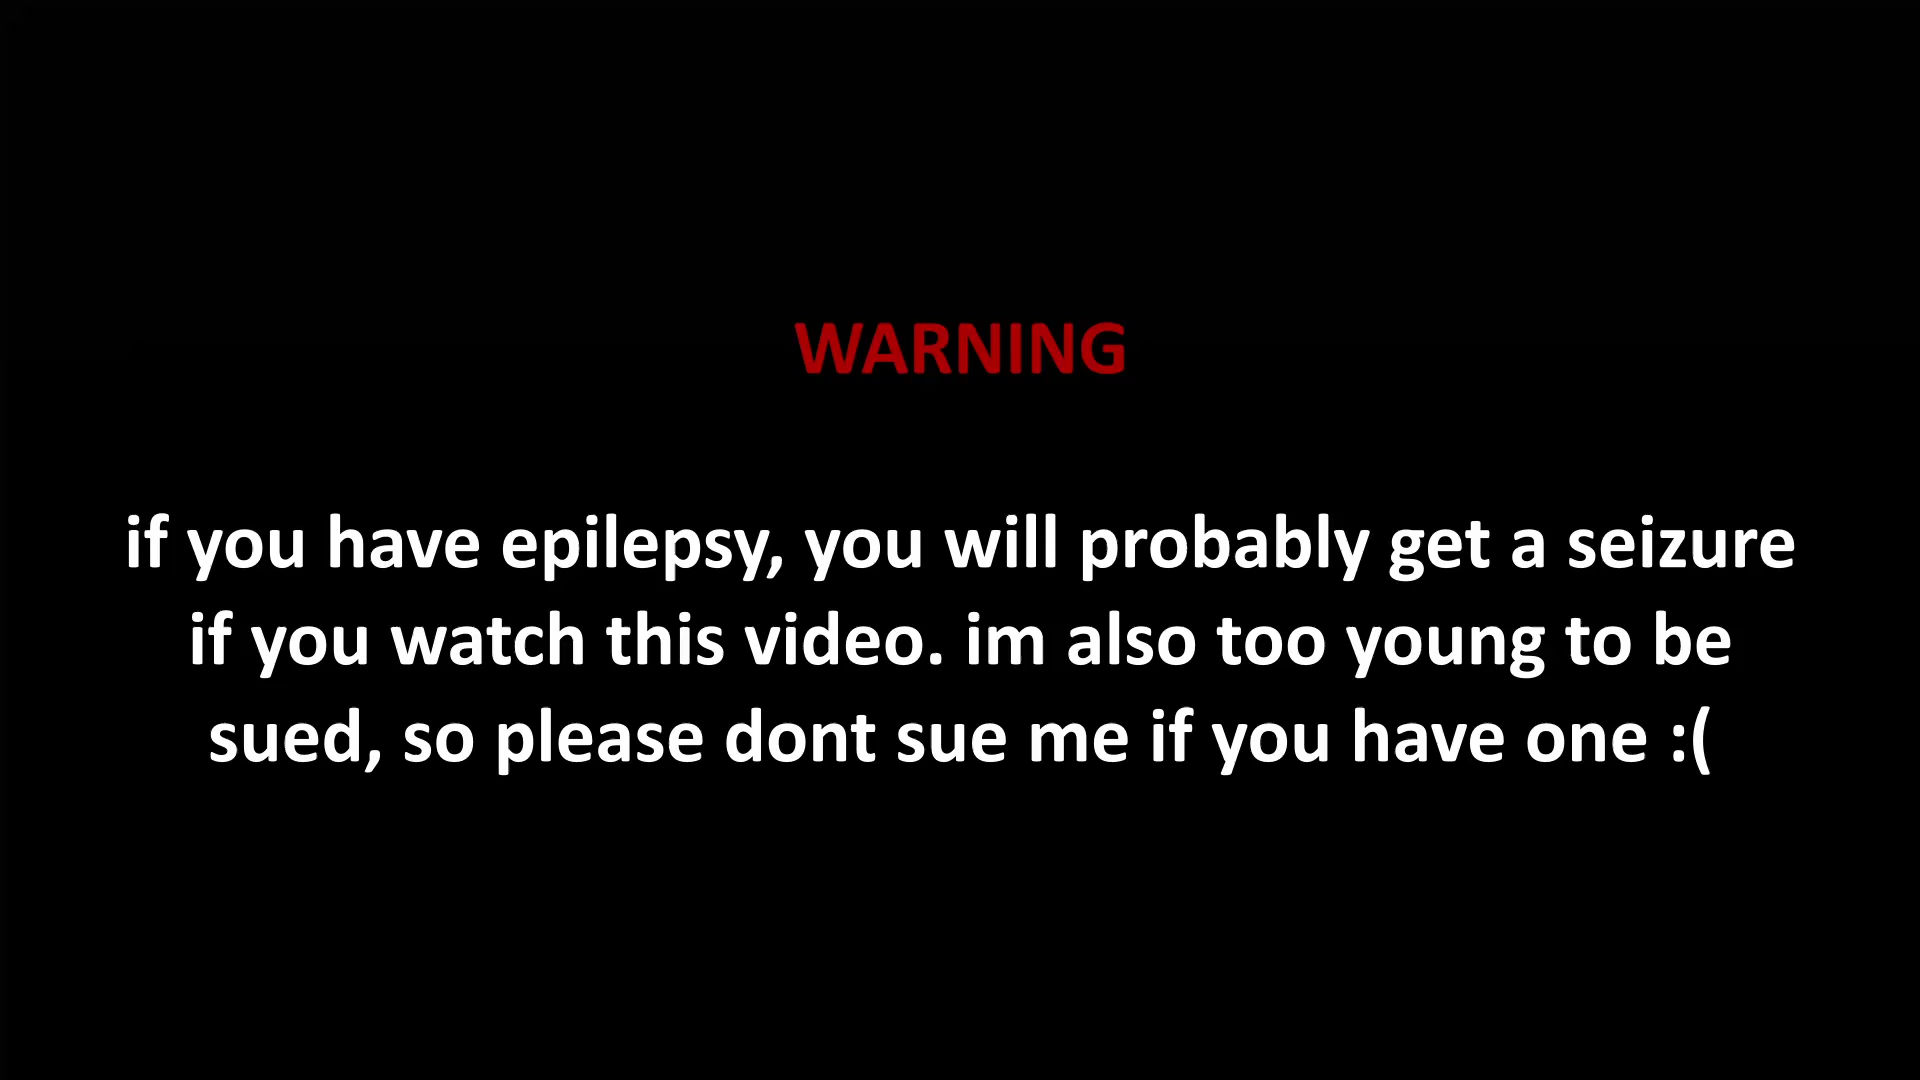 WARNING
if you have epilepsy, you will probably get a seizure
if you watch this video. im also too young to be
sued, so please dont sue me if you have one :(